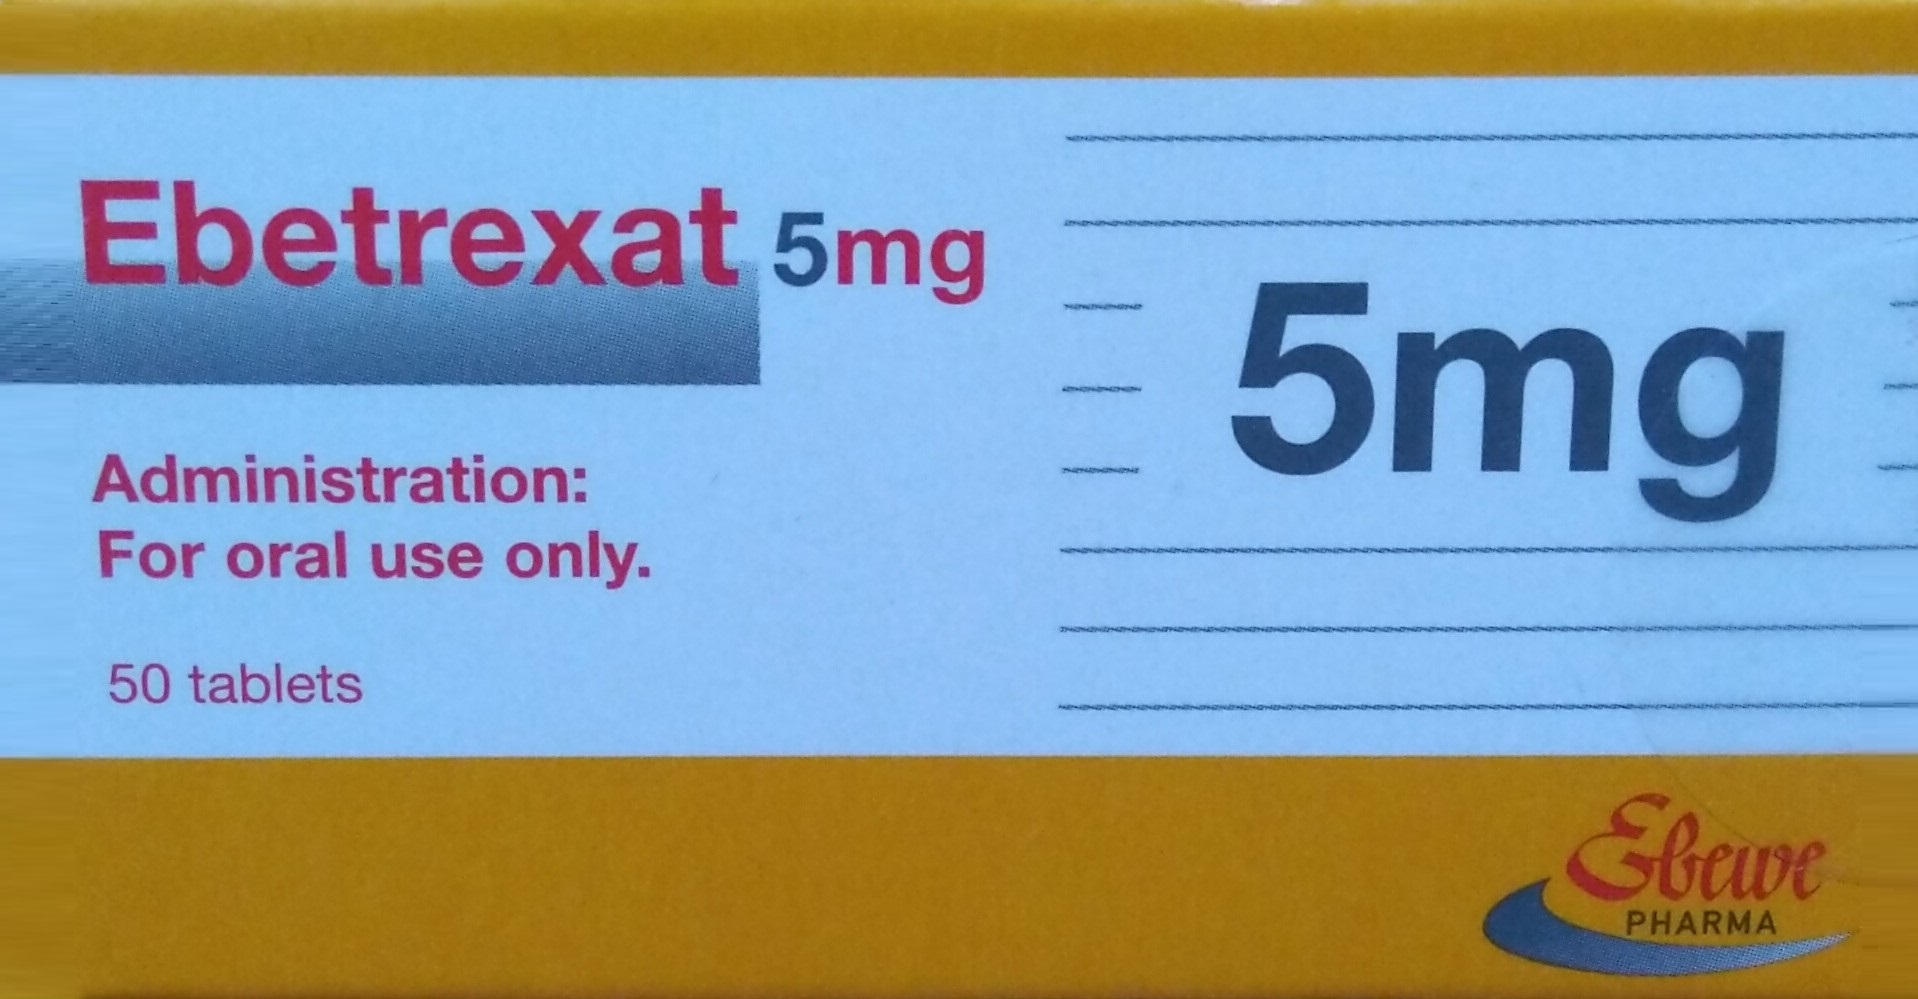 Ebetrexat 5mg
5mg
Administration:
For oral use only.
50 tablets
Ebewe
PHARMA